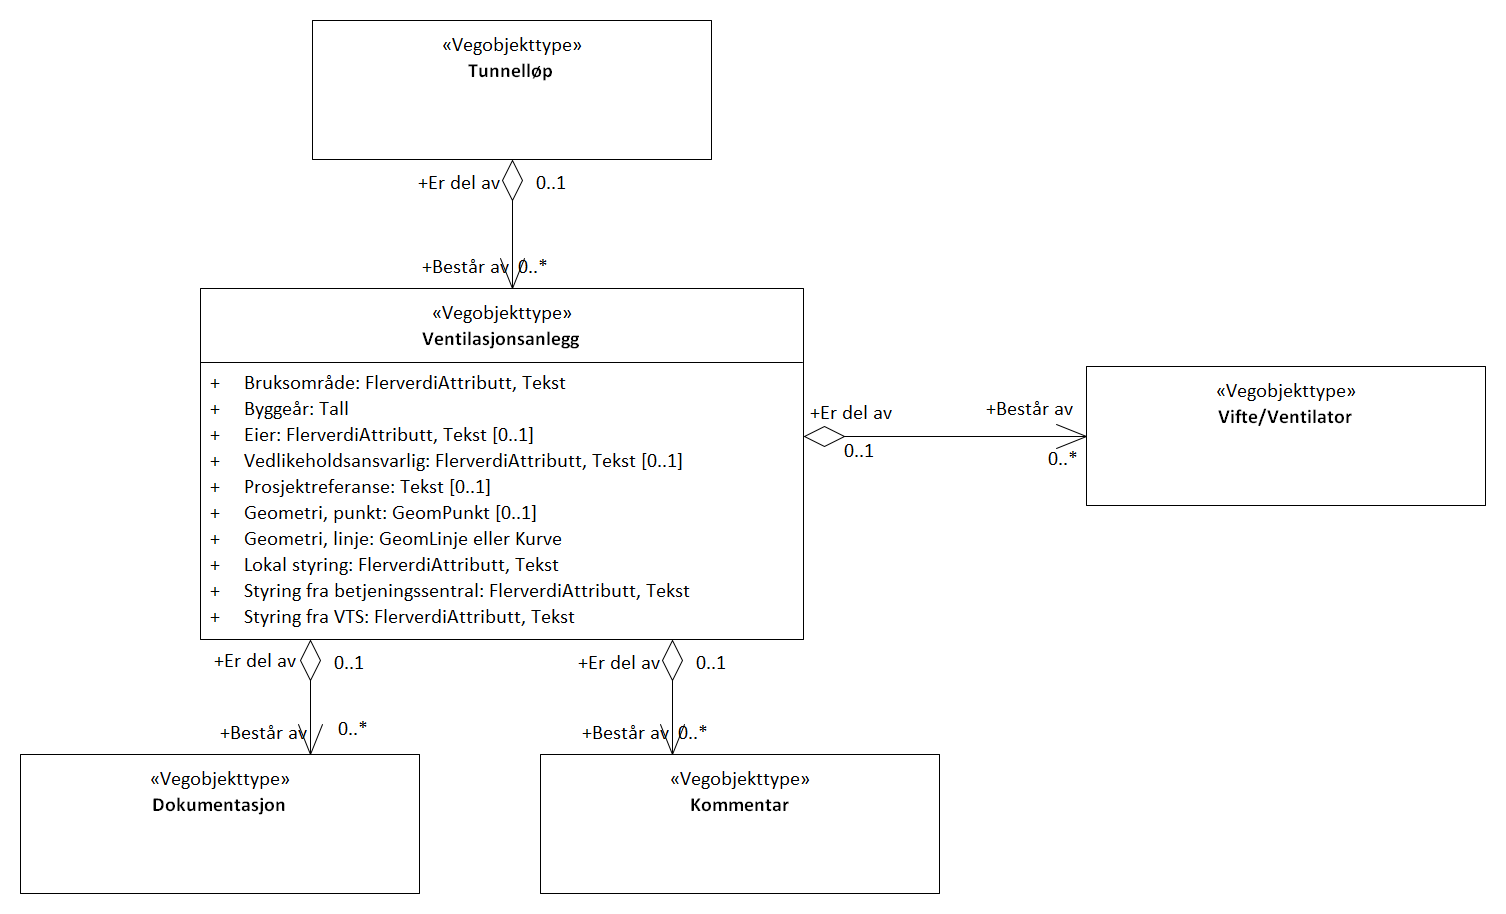 «Vegobjekttype»
Tunnelløp
+Er del av
0..1
+Består av
0..*
«Vegobjekttype»
Ventilasjonsanlegg
+ Bruksområde: FlerverdiAttributt, Tekst
+ Byggeår: Tall
+ Eier: FlerverdiAttributt, Tekst [0..1]
+ Vedlikeholdsansvarlig: FlerverdiAttributt, Tekst [0..1]
+ Prosjektreferanse: Tekst [0..1]
+ Geometri, punkt: GeomPunkt [0..1]
+ Geometri, linje: GeomLinje eller Kurve
+ Lokal styring: FlerverdiAttributt, Tekst
+ Styring fra betjeningssentral: FlerverdiAttributt, Tekst
+ Styring fra VTS: FlerverdiAttributt, Tekst
+Er del av
0..1
+Består av
0..*
«Vegobjekttype»
Vifte/Ventilator
+Er del av
0..1
+Består av
0..*
«Vegobjekttype»
Dokumentasjon
+Er del av
0..1
+Består av
0..*
«Vegobjekttype»
Kommentar